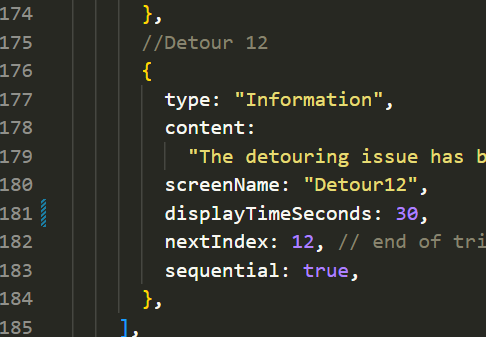 174 },
175 //Detour 12
176 {
177 type: "Information",
178 content:
179 "The detouring issue has
180 screenName: "Detour12",
181 displayTimeSeconds: 30,
182 nextIndex: 12, // end of
183 sequential: true,
184 },
185 ],